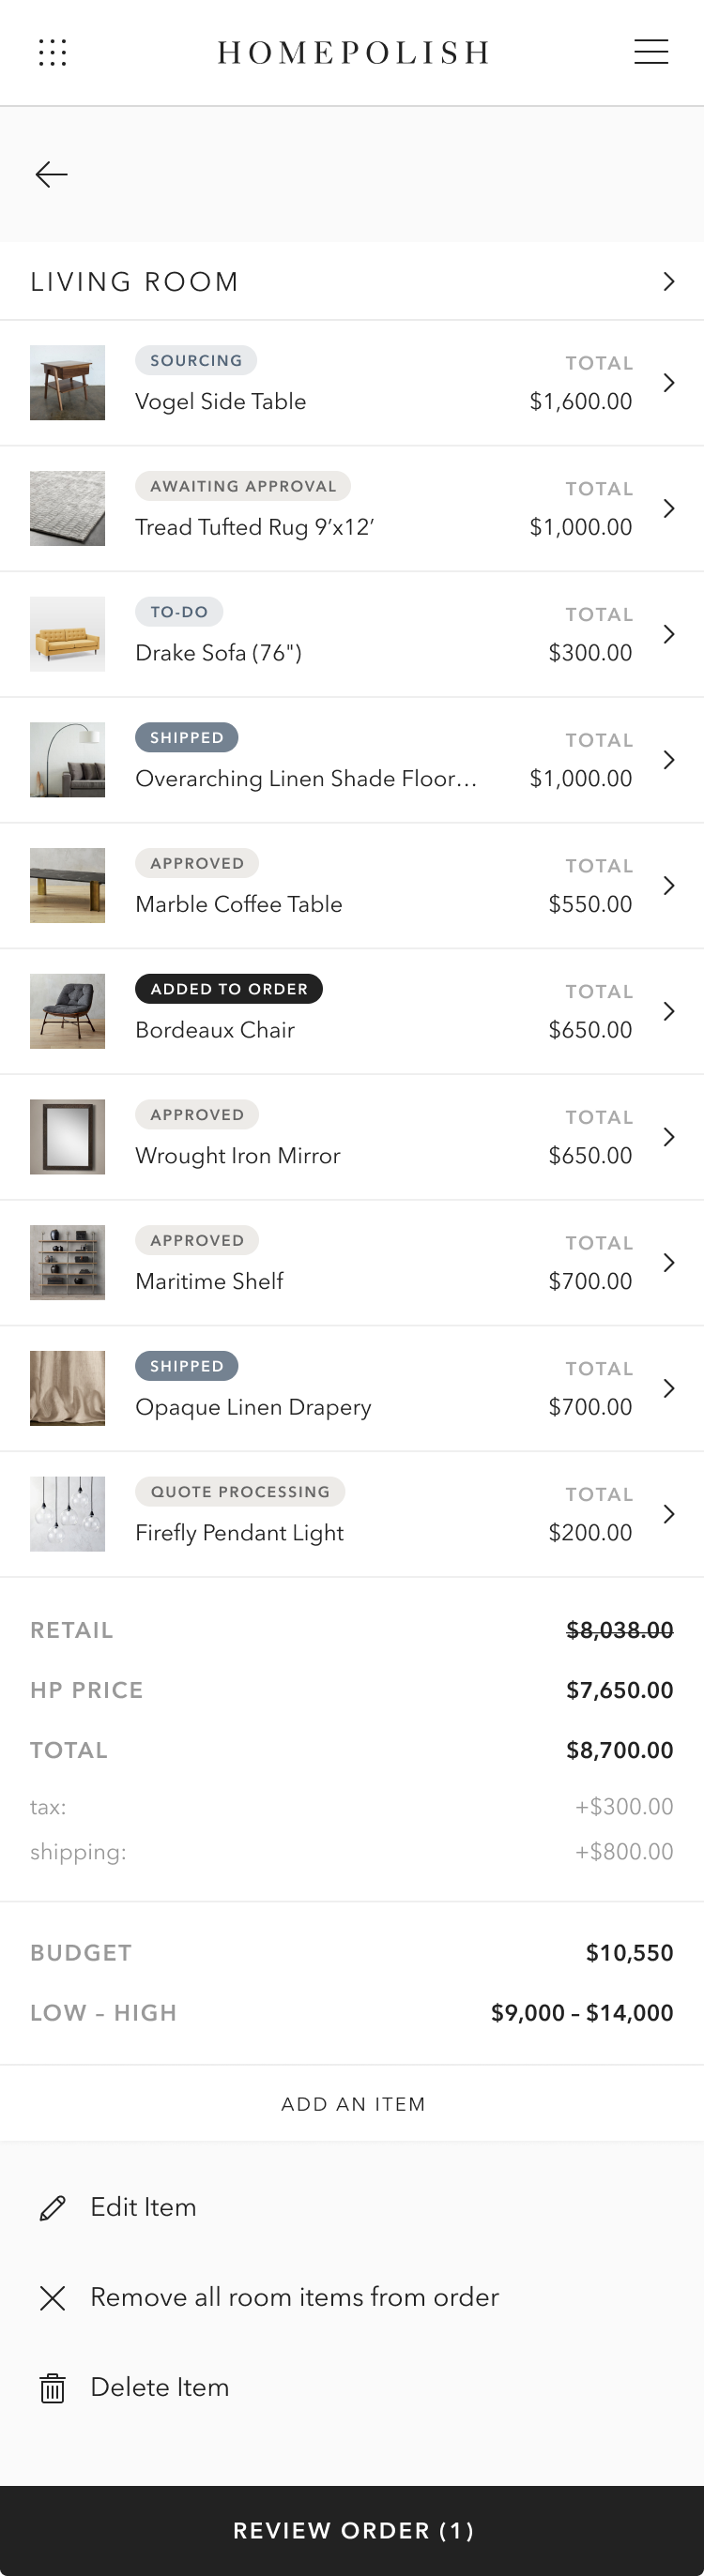 HOMEPOLISH
LIVING ROOM
SOURCING
TOTAL
Vogel Side Table
$1,600.00
AWAITING APPROVAL
TOTAL
Tread Tufted Rug 9’x12’
$1,000.00
TO-DO
TOTAL
Drake Sofa (76")
$300.00
SHIPPED
TOTAL
Overarching Linen Shade Floor…
$1,000.00
APPROVED
TOTAL
Marble Coffee Table
$550.00
ADDED TO ORDER
TOTAL
Bordeaux Chair
$650.00
APPROVED
TOTAL
Wrought Iron Mirror
$650.00
APPROVED
TOTAL
Maritime Shelf
$700.00
SHIPPED
TOTAL
Opaque Linen Drapery
$700.00
QUOTE PROCESSING
TOTAL
Firefly Pendant Light
$200.00
RETAIL $8,038.00
HP PRICE $7,650.00
TOTAL $8,700.00
tax: +$300.00
shipping: +$800.00
BUDGET $10,550
LOW – HIGH $9,000 – $14,000
ADD AN ITEM
Edit Item
Remove all room items from order
Delete Item
REVIEW ORDER (1)